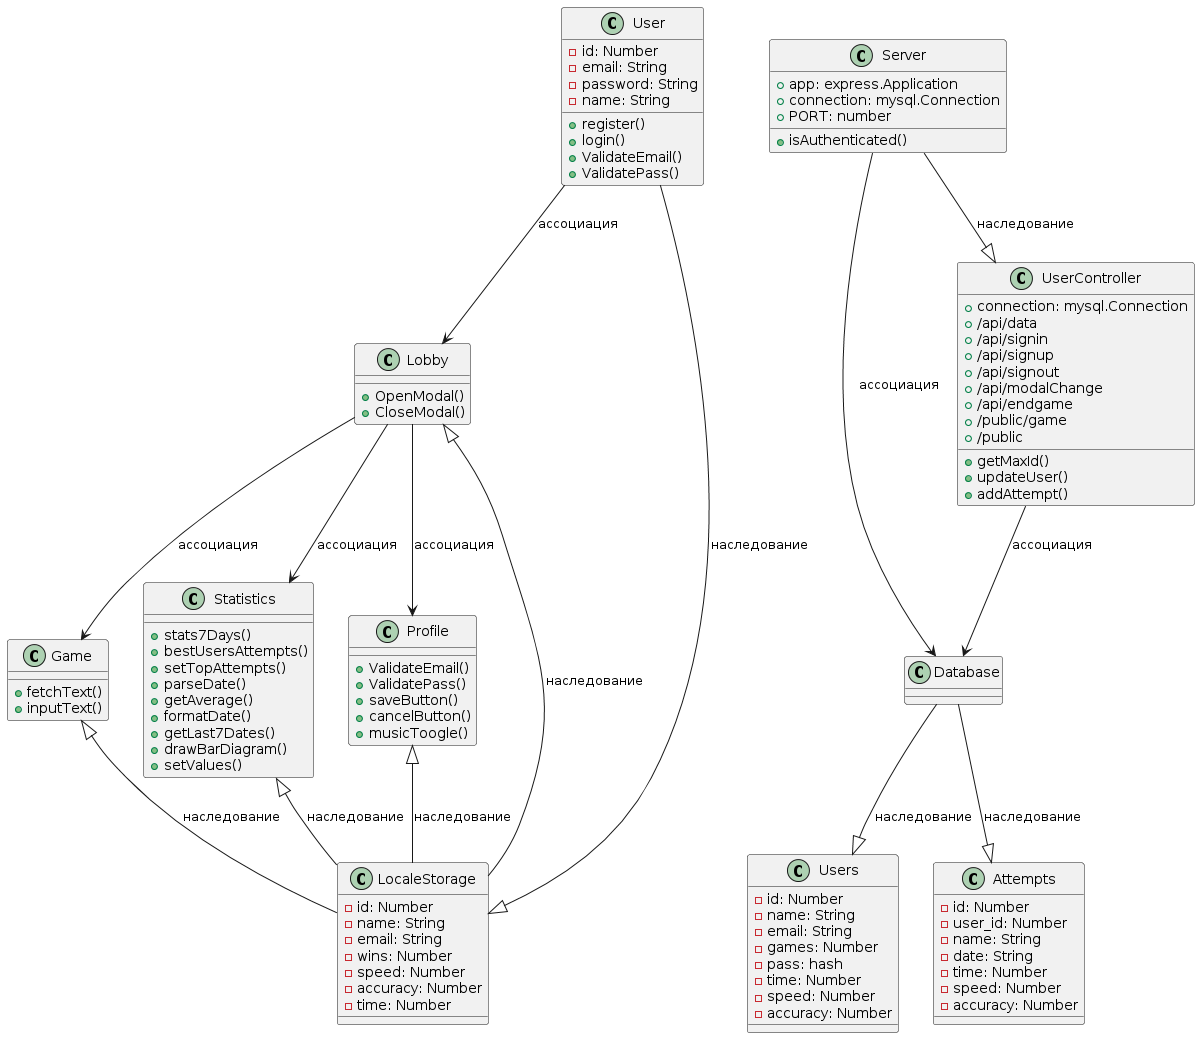 C User
id: Number
email: String
password: String
name: String
register()
login()
ValidateEmail()
ValidatePass()
C Server
app: express.Application
connection: mysql.Connection
PORT: number
isAuthenticated()
ассоциация
наследование
C UserController
connection: mysql.Connection
/api/data
/api/signin
/api/signup
/api/signout
/api/modalChange
/api/endgame
/public/game
/public
getMaxId()
updateUser()
addAttempt()
C Lobby
OpenModal()
CloseModal()
ассоциация
ассоциация
ассоциация
ассоциация
наследование
ассоциация
C Statistics
stats7Days()
bestUsersAttempts()
setTopAttempts()
parseDate()
getAverage()
formatDate()
getLast7Dates()
drawBarDiagram()
setValues()
C Profile
ValidateEmail()
ValidatePass()
saveButton()
cancelButton()
musicToogle()
C Game
fetchText()
inputText()
наследование
C Database
наследование
наследование
наследование
наследование
наследование
C LocaleStorage
id: Number
name: String
email: String
wins: Number
speed: Number
accuracy: Number
time: Number
C Users
id: Number
name: String
email: String
games: Number
pass: hash
time: Number
speed: Number
accuracy: Number
C Attempts
id: Number
user_id: Number
name: String
date: String
time: Number
speed: Number
accuracy: Number